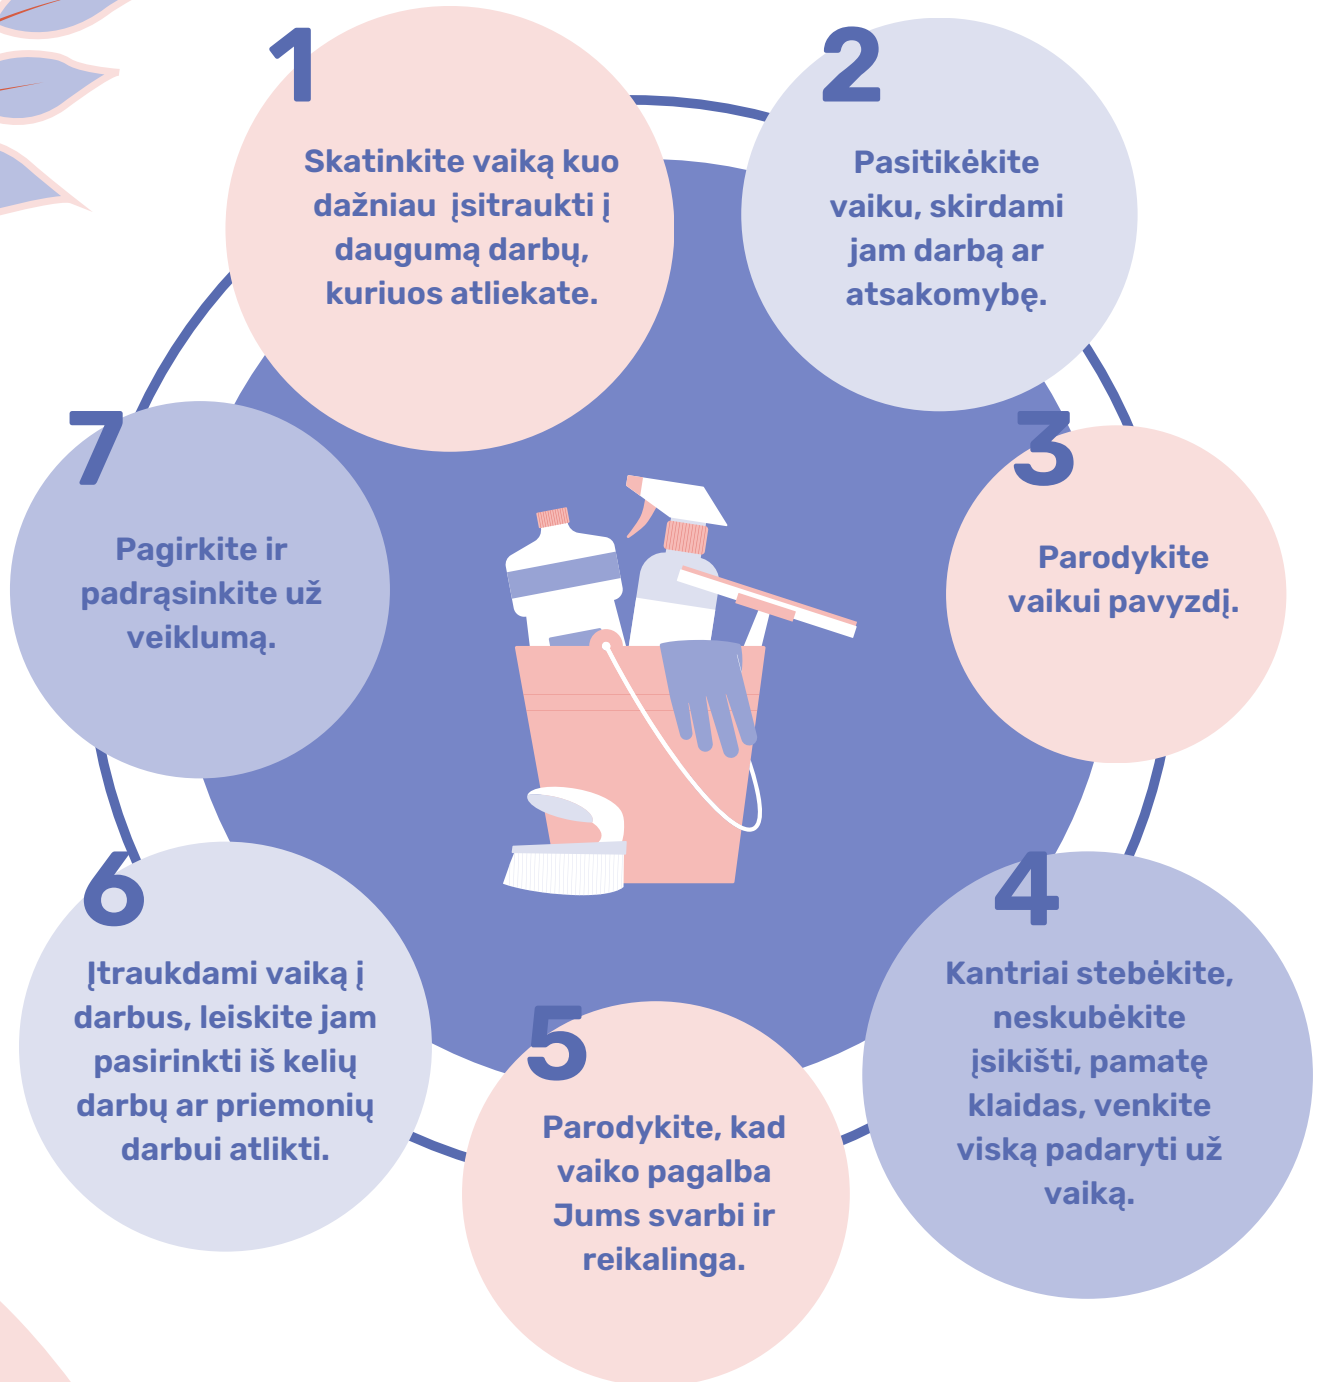 1
Skatinkite vaiką kuo
dažniau įsitraukti į
daugumą darbų,
kuriuos atliekate.
2
Pasitikėkite
vaiku, skirdami
jam darbą ar
atsakomybę.
3
Parodykite
vaikui pavyzdį.
4
Kantriai stebėkite,
neskubėkite
įsikišti, pamatę
klaidas, venkite
viską padaryti už
vaiką.
5
Parodykite, kad
vaiko pagalba
Jums svarbi ir
reikalinga.
6
Įtraukdami vaiką į
darbus, leiskite jam
pasirinkti iš kelių
darbų ar priemonių
darbui atlikti.
7
Pagirkite ir
padrąsinkite už
veiklumą.